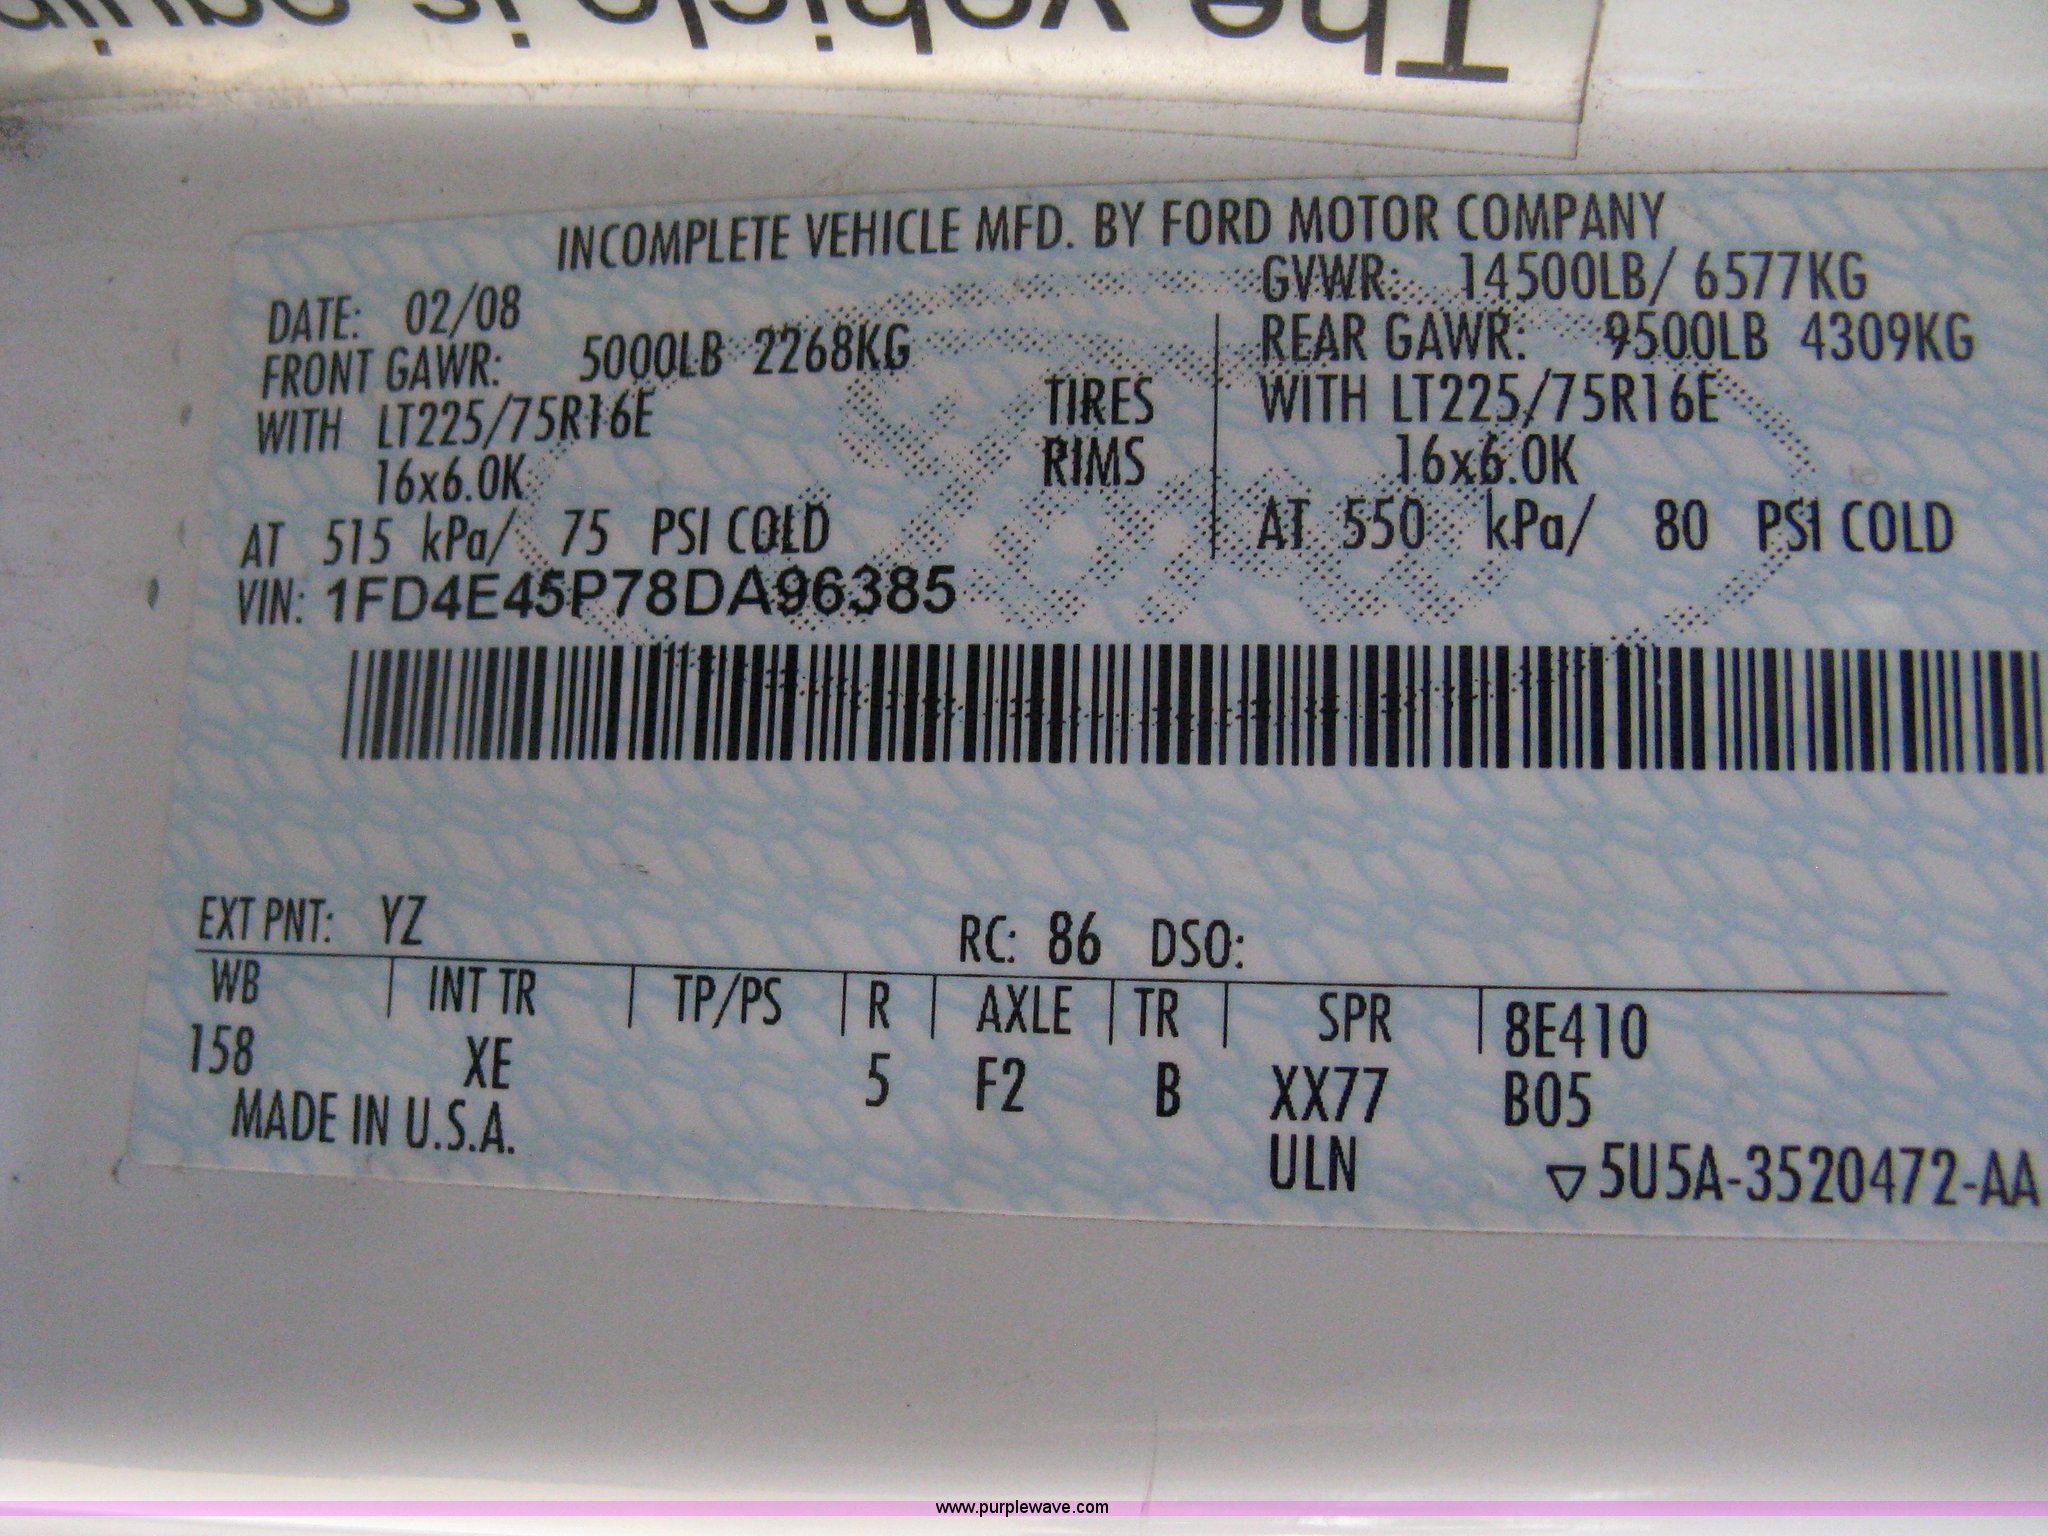 The vehicle is
INCOMPLETE VEHICLE MFD. BY FORD MOTOR COMPANY
DATE: 02/08 GVWR: 14500LB/ 6577KG
FRONT GAWR: 5000LB 2268KG REAR GAWR: 9500LB 4309KG
WITH LT225/75R16E TIRES WITH LT225/75R16E
16x6.0K RIMS 16x6.0K
AT 515 kPa/ 75 PSI COLD AT 550 kPa/ 80 PSI COLD
VIN: 1FD4E45P78DA96385
EXT PNT: YZ RC: 86 DSO:
WB INT TR TP/PS R AXLE TR SPR 8E410
158 XE 5 F2 B XX77 B05
MADE IN U.S.A. ULN ▽5U5A-3520472-AA
www.purplewave.com